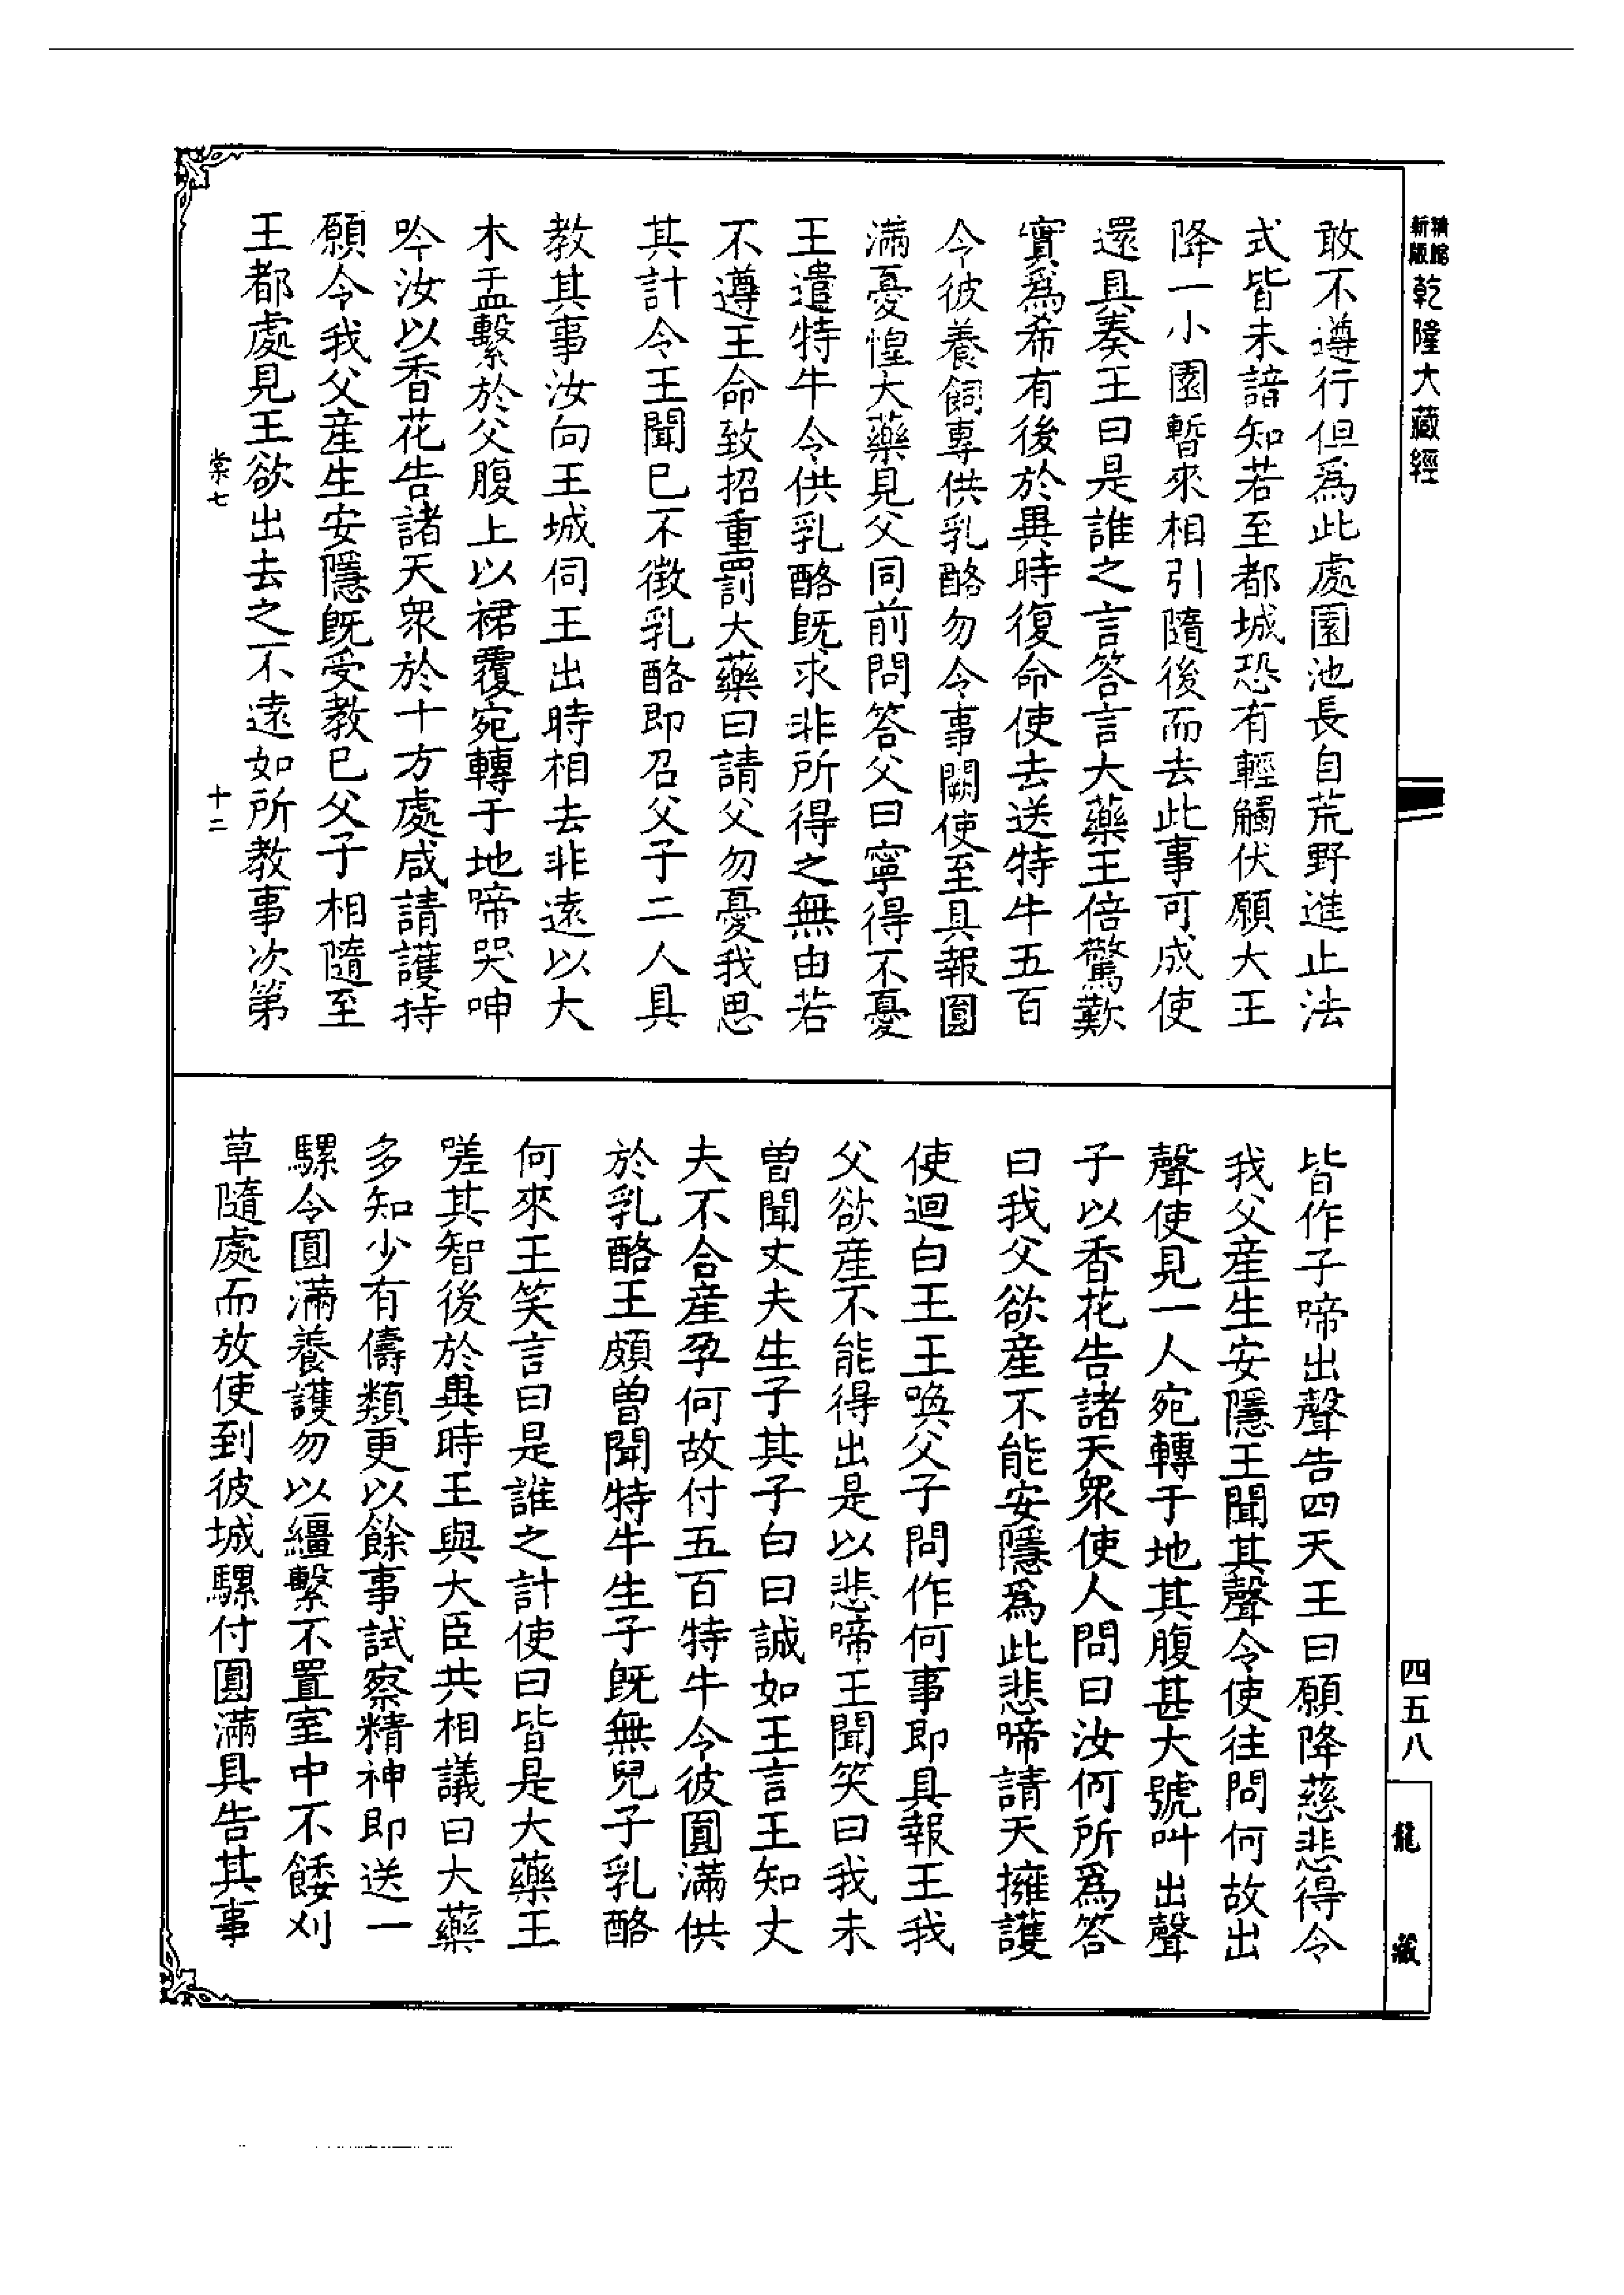 精縮新版乾隆大藏經
敢不遵行但爲此處園池長自荒野進止法
式皆未諳知若至都城恐有輕觸伏願大王
降一小園暫來相引隨後而去此事可成使
還具奏王曰是誰之言答言大藥王倍驚歎
實爲希有後於異時復命使去送特牛五百
令彼養飼專供乳酪勿令事闕使至具報圓
滿憂惶大藥見父同前問答父曰寧得不憂
王遣特牛令供乳酪旣求非所得之無由若
不遵王命致招重罰大藥曰請父勿憂我思
其計令王聞巳不徵乳酪即召父子二人具
教其事汝向王城伺王出時相去非遠以大
木盂繫於父腹上以裙覆宛轉于地啼哭呻
吟汝以香花告諸天衆於十方處咸請護持
願令我父産生安隱旣受教巳父子相隨至
王都處見王欲出去之不遠如所教事次第
棠七
十二
皆作子啼出聲告四天王曰願降慈悲得令
我父産生安隱王聞其聲令使往問何故出
聲使見一人宛轉于地其腹甚大號叫出聲
子以香花告諸天衆使人問曰汝何所爲答
曰我父欲産不能安隱爲此悲啼請天擁護
使迴白王王喚父子問作何事即具報王我
父欲産不能得出是以悲啼王聞笑曰我未
曾聞丈夫生子其子白曰誠如王言王知丈
夫不合産孕何故付五百特牛令彼圓滿供
於乳酪王頗曾聞特牛生子旣無兒子乳酪
何來王笑言曰是誰之計使曰皆是大藥王
嗟其智後於異時王與大臣共相議曰大藥
多知少有儔類更以餘事試察精神即送一
騾令圓滿養護勿以繮繫不置室中不餧刈
草隨處而放使到彼城騾付圓滿具告其事
四五八
龍藏